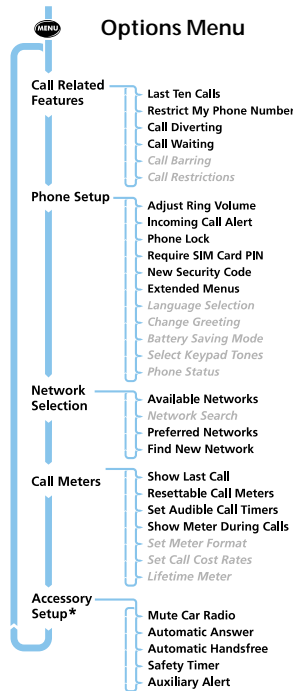 MENU
Options Menu
Call Related
Features
Last Ten Calls
Restrict My Phone Number
Call Diverting
Call Waiting
Call Barring
Call Restrictions
Phone Setup
Adjust Ring Volume
Incoming Call Alert
Phone Lock
Require SIM Card PIN
New Security Code
Extended Menus
Language Selection
Change Greeting
Battery Saving Mode
Select Keypad Tones
Phone Status
Network
Selection
Available Networks
Network Search
Preferred Networks
Find New Network
Call Meters
Show Last Call
Resettable Call Meters
Set Audible Call Timers
Show Meter During Calls
Set Meter Format
Set Call Cost Rates
Lifetime Meter
Accessory
Setup*
Mute Car Radio
Automatic Answer
Automatic Handsfree
Safety Timer
Auxiliary Alert